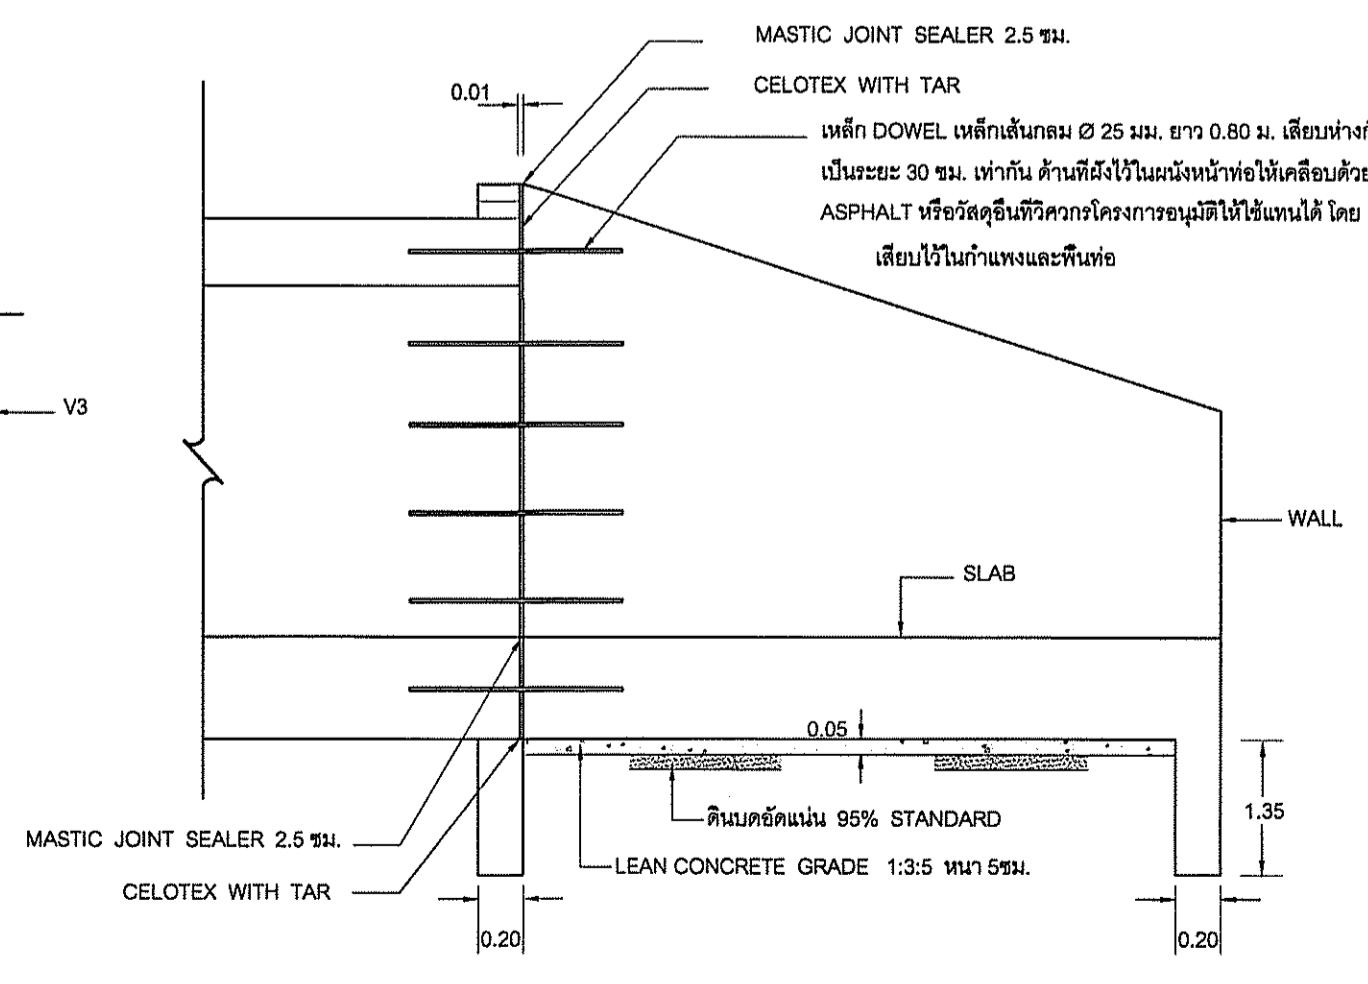 MASTIC JOINT SEALER 2.5 ซม.
0.01
CELOTEX WITH TAR
เหล็ก DOWEL เหล็กเส้นกลม Ø 25 มม. ยาว 0.80 ม. เสียบห่าง
เป็นระยะ 30 ซม. เท่ากัน ด้านที่ฝังไว้ในผนังหน้าท่อให้เคลือบด้วย
ASPHALT หรือวัสดุอื่นที่วิศวกรโครงการอนุมัติให้ใช้แทนได้ โดย
เสียบไว้ในกำแพงและพื้นท่อ
V3
WALL
SLAB
0.05
ดินบดอัดแน่น 95% STANDARD
1.35
MASTIC JOINT SEALER 2.5 ซม.
LEAN CONCRETE GRADE 1:3:5 หนา 5ซม.
CELOTEX WITH TAR
0.20
0.20